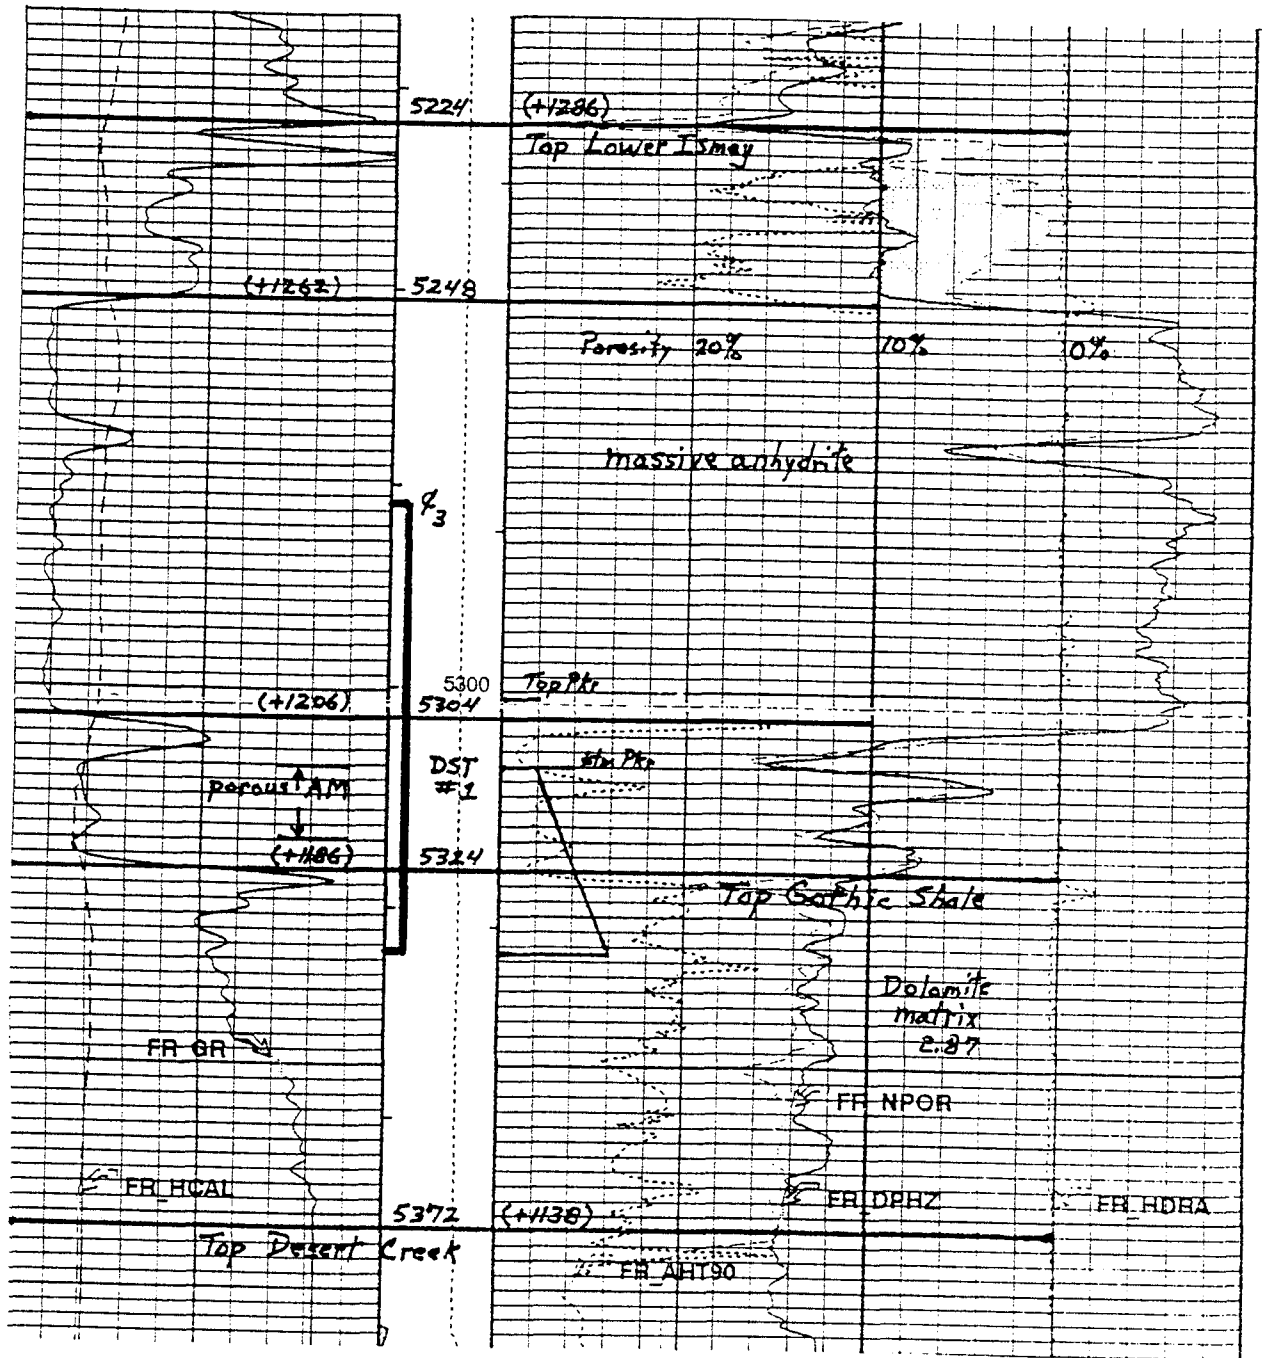 5224 (+1286)
Top Lower Ismay
(+1262) 5248
Porosity 20% 10% 0%
massive anhydrite
¢3
5300 Top Pkr
(+1206) 5304
DST
#1
btm Pkr
porous AM
(+1186) 5324
Top Gothic Shale
Dolomite
matrix
2.87
FR GR
FR NPOR
FR_HCAL
FR_DPHZ
FR_HDRA
5372 (+1138)
Top Desert Creek
FR_AHT90